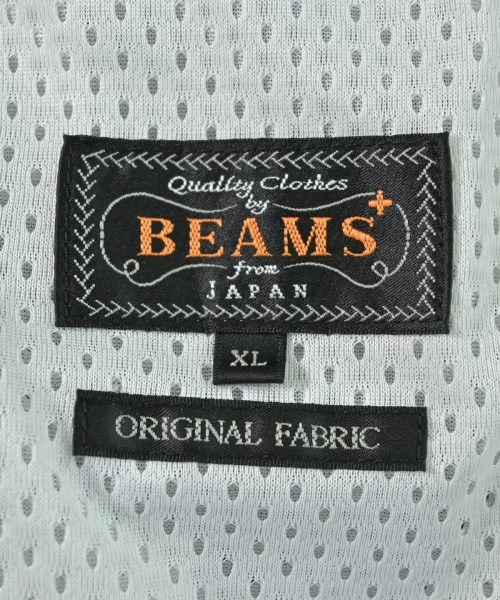 Quality Clothes
by
BEAMS+
from
JAPAN
XL
ORIGINAL FABRIC